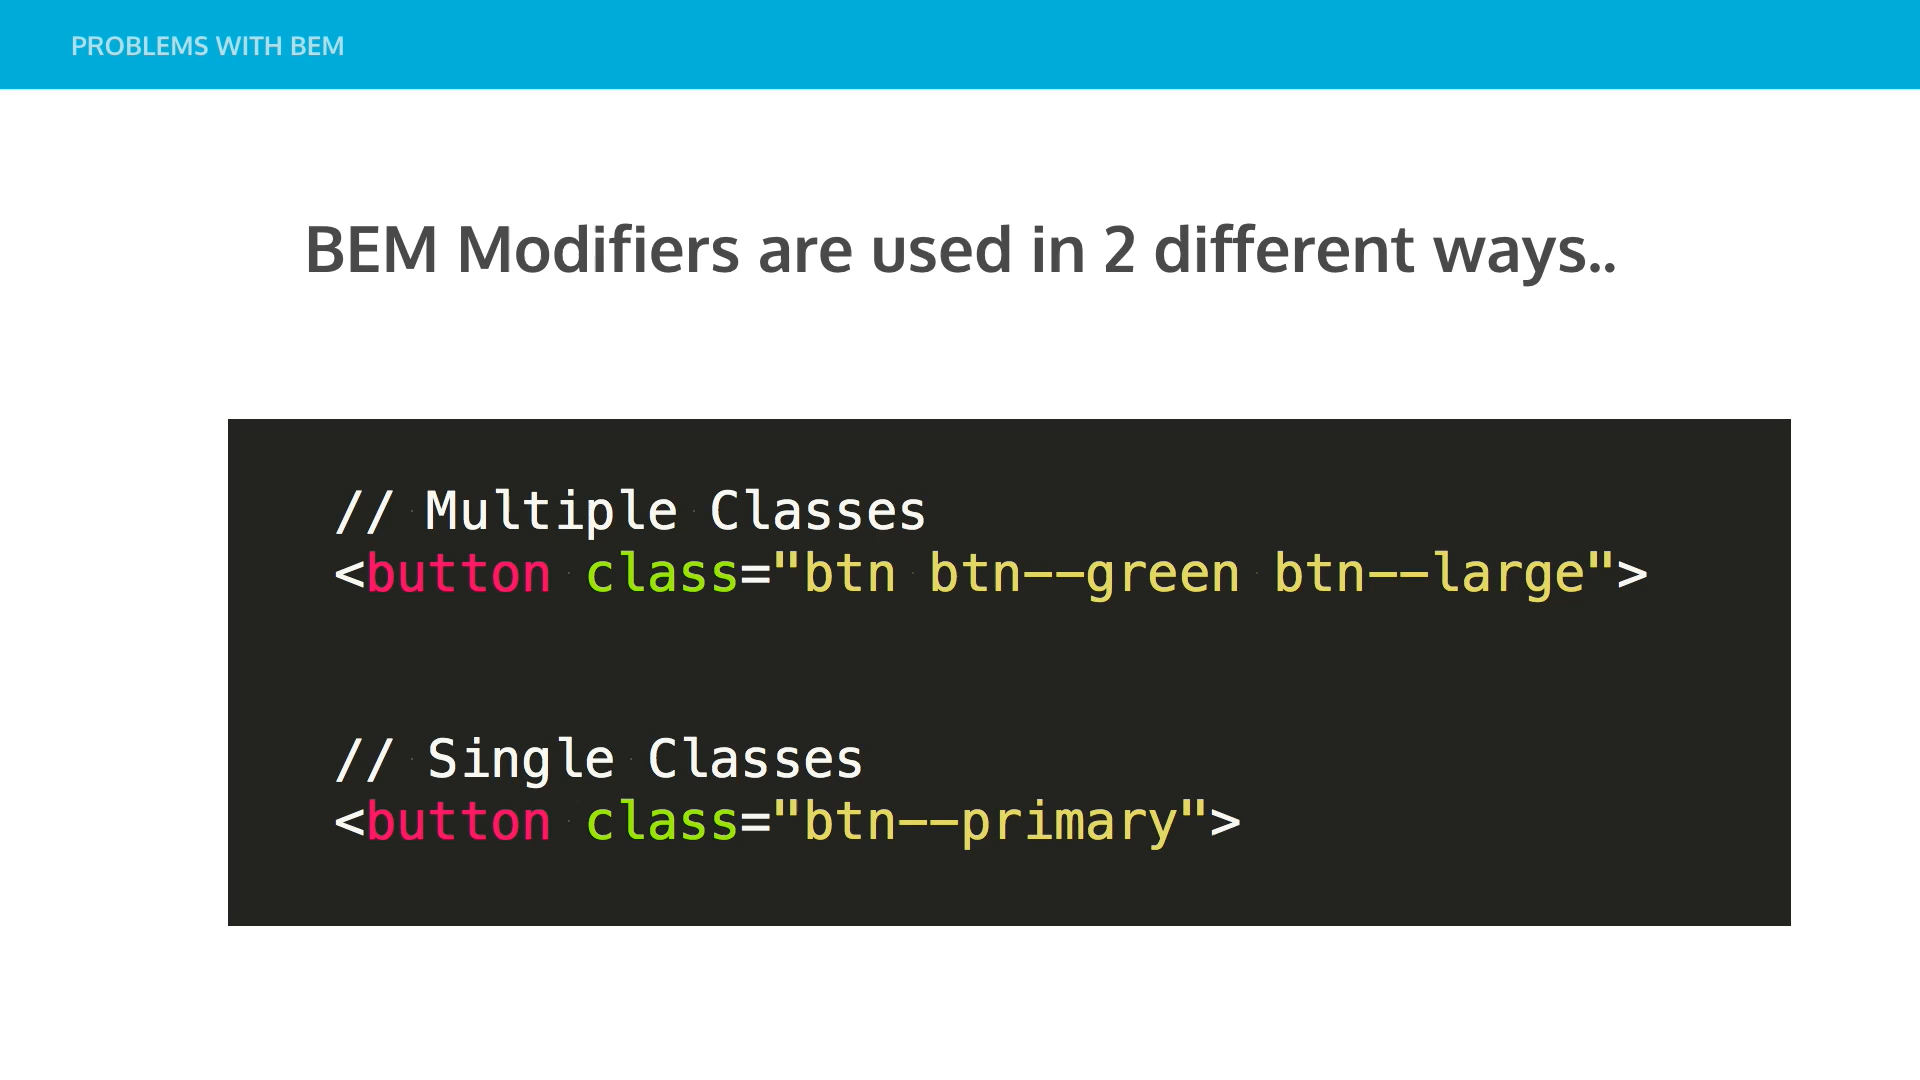 PROBLEMS WITH BEM
BEM Modifiers are used in 2 different ways..
// Multiple Classes
<button class="btn btn--green btn--large">
// Single Classes
<button class="btn--primary">